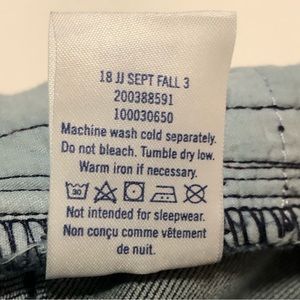 18 JJ SEPT FALL 3
200388591
100030650
Machine wash cold separately.
Do not bleach. Tumble dry low.
Warm iron if necessary.
30
Not intended for sleepwear.
Non conçu comme vêtement
de nuit.